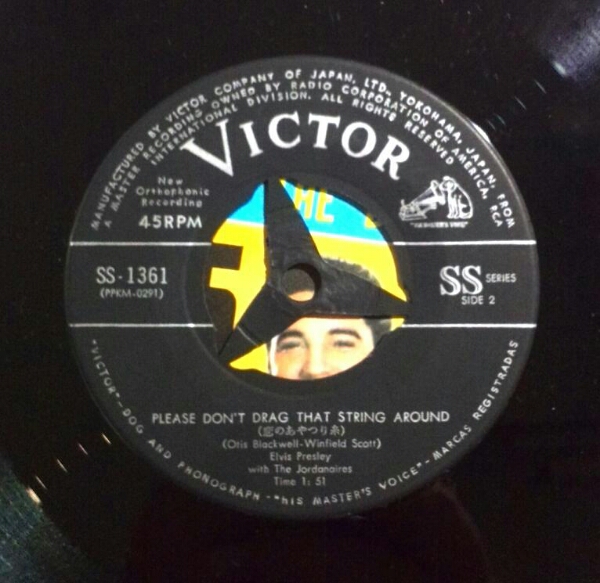 MANUFACTURED BY VICTOR COMPANY OF JAPAN, LTD., YOKOHAMA, JAPAN, FROM
A MASTER RECORDING OWNED BY RADIO CORPORATION OF AMERICA, RCA
INTERNATIONAL DIVISION. ALL RIGHTS RESERVED
VICTOR
New
Orthophonic
Recording
45RPM
"HIS MASTER'S VOICE"
SS-1361
(PPKM-0291)
SS SERIES
SIDE 2
PLEASE DON'T DRAG THAT STRING AROUND
(恋のあやつり糸)
(Otis Blackwell-Winfield Scott)
Elvis Presley
with The Jordanaires
Time 1: 51
"VICTOR"-DOG AND PHONOGRAPH-"HIS MASTER'S VOICE"-MARCAS REGISTRADAS